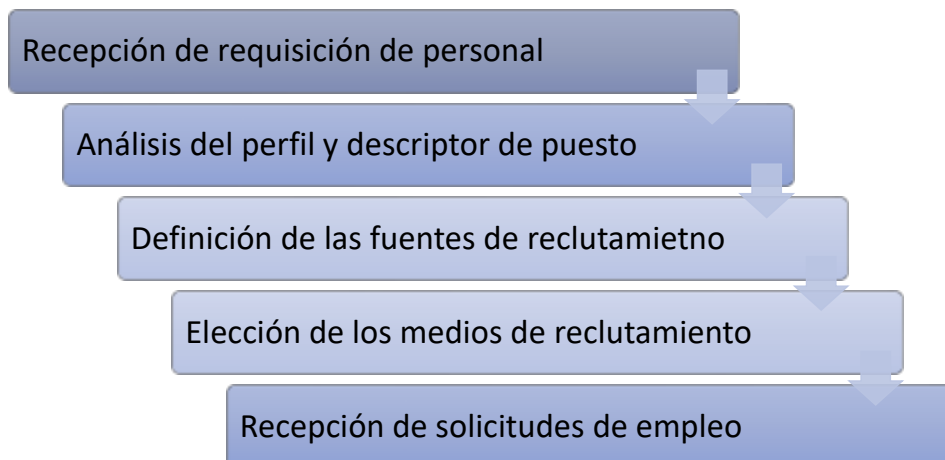 Recepción de requisición de personal
Análisis del perfil y descriptor de puesto
Definición de las fuentes de reclutamietno
Elección de los medios de reclutamiento
Recepción de solicitudes de empleo